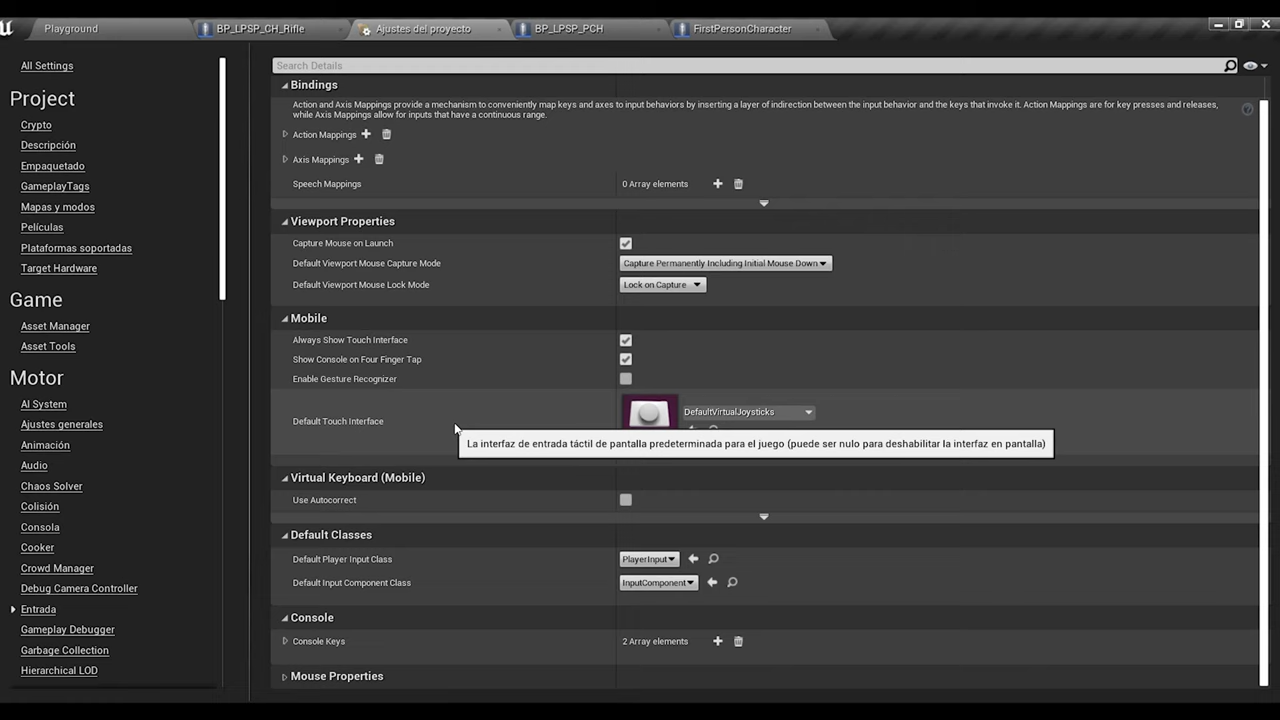 Playground
BP_LPSP_CH_Rifle
Ajustes del proyecto
BP_LPSP_PCH
FirstPersonCharacter
All Settings
Project
Crypto
Descripción
Empaquetado
GameplayTags
Mapas y modos
Películas
Plataformas soportadas
Target Hardware
Game
Asset Manager
Asset Tools
Motor
AI System
Ajustes generales
Animación
Audio
Chaos Solver
Colisión
Consola
Cooker
Crowd Manager
Debug Camera Controller
Entrada
Gameplay Debugger
Garbage Collection
Hierarchical LOD
Search Details
Bindings
Action and Axis Mappings provide a mechanism to conveniently map keys and axes to input behaviors by inserting a layer of indirection between the input behavior and the keys that invoke it. Action Mappings are for key presses and releases,
while Axis Mappings allow for inputs that have a continuous range.
Action Mappings
Axis Mappings
Speech Mappings 0 Array elements
Viewport Properties
Capture Mouse on Launch
Default Viewport Mouse Capture Mode Capture Permanently Including Initial Mouse Down
Default Viewport Mouse Lock Mode Lock on Capture
Mobile
Always Show Touch Interface
Show Console on Four Finger Tap
Enable Gesture Recognizer
Default Touch Interface DefaultVirtualJoysticks
La interfaz de entrada táctil de pantalla predeterminada para el juego (puede ser nulo para deshabilitar la interfaz en pantalla)
Virtual Keyboard (Mobile)
Use Autocorrect
Default Classes
Default Player Input Class PlayerInput
Default Input Component Class InputComponent
Console
Console Keys 2 Array elements
Mouse Properties